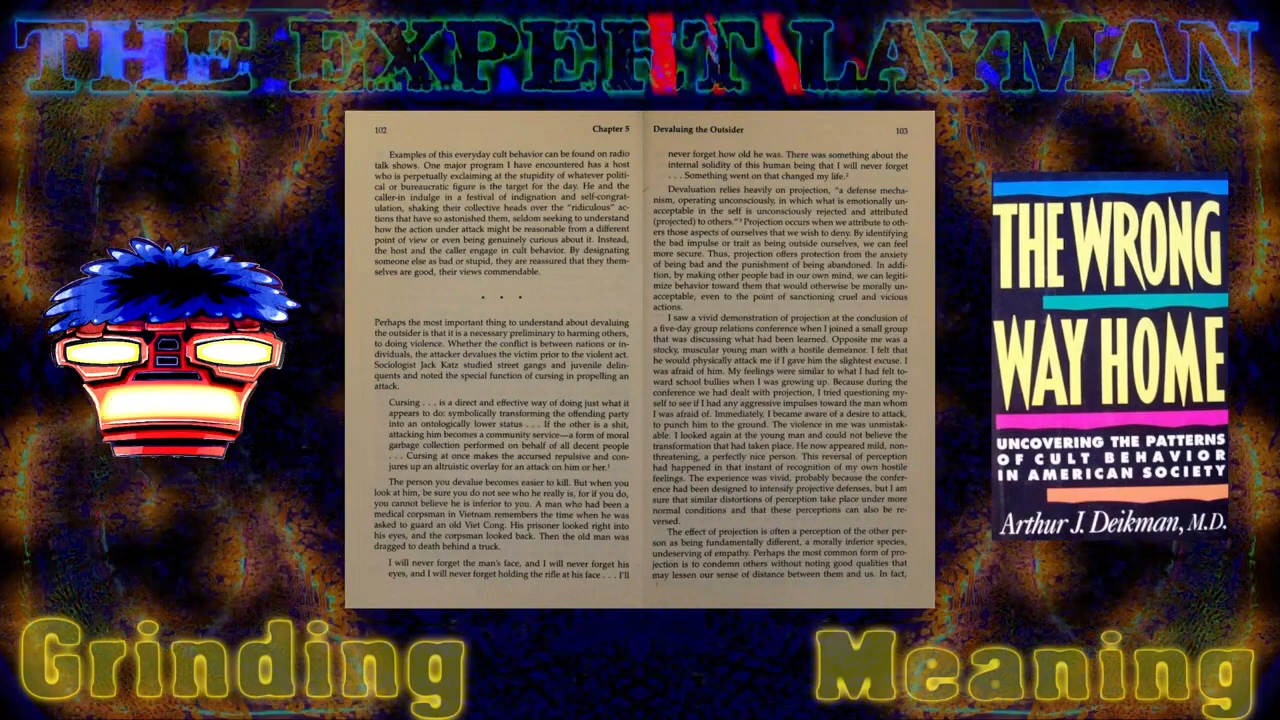 THE EXPERT LAYMAN
102 Chapter 5
Examples of this everyday cult behavior can be found on radio
talk shows. One major program I have encountered has a host
who is perpetually exclaiming at the stupidity of whatever politi-
cal or bureaucratic figure is the target for the day. He and the
caller-in indulge in a festival of indignation and self-congrat-
ulation, shaking their collective heads over the “ridiculous” ac-
tions that have so astonished them, seldom seeking to understand
how the action under attack might be reasonable from a different
point of view or even being genuinely curious about it. Instead,
the host and the caller engage in cult behavior. By designating
someone else as bad or stupid, they are reassured that they them-
selves are good, their views commendable.
. . .
Perhaps the most important thing to understand about devaluing
the outsider is that it is a necessary preliminary to harming others,
to doing violence. Whether the conflict is between nations or in-
dividuals, the attacker devalues the victim prior to the violent act.
Sociologist Jack Katz studied street gangs and juvenile delin-
quents and noted the special function of cursing in propelling an
attack.
Cursing . . . is a direct and effective way of doing just what it
appears to do: symbolically transforming the offending party
into an ontologically lower status . . . If the other is a shit,
attacking him becomes a community service—a form of moral
garbage collection performed on behalf of all decent people
. . . Cursing at once makes the accursed repulsive and con-
jures up an altruistic overlay for an attack on him or her.¹
The person you devalue becomes easier to kill. But when you
look at him, be sure you do not see who he really is, for if you do,
you cannot believe he is inferior to you. A man who had been a
medical corpsman in Vietnam remembers the time when he was
asked to guard an old Viet Cong. His prisoner looked right into
his eyes, and the corpsman looked back. Then the old man was
dragged to death behind a truck.
I will never forget the man's face, and I will never forget his
eyes, and I will never forget holding the rifle at his face . . . I'll
Devaluing the Outsider 103
never forget how old he was. There was something about the
internal solidity of this human being that I will never forget
. . . Something went on that changed my life.²
Devaluation relies heavily on projection, “a defense mecha-
nism, operating unconsciously, in which what is emotionally un-
acceptable in the self is unconsciously rejected and attributed
(projected) to others.”³ Projection occurs when we attribute to oth-
ers those aspects of ourselves that we wish to deny. By identifying
the bad impulse or trait as being outside ourselves, we can feel
more secure. Thus, projection offers protection from the anxiety
of being bad and the punishment of being abandoned. In addi-
tion, by making other people bad in our own mind, we can legiti-
mize behavior toward them that would otherwise be morally un-
acceptable, even to the point of sanctioning cruel and vicious
actions.
I saw a vivid demonstration of projection at the conclusion of
a five-day group relations conference when I joined a small group
that was discussing what had been learned. Opposite me was a
stocky, muscular young man with a hostile demeanor. I felt that
he would physically attack me if I gave him the slightest excuse. I
was afraid of him. My feelings were similar to what I had felt to-
ward school bullies when I was growing up. Because during the
conference we had dealt with projection, I tried questioning my-
self to see if I had any aggressive impulses toward the man whom
I was afraid of. Immediately, I became aware of a desire to attack,
to punch him to the ground. The violence in me was unmistak-
able. I looked again at the young man and could not believe the
transformation that had taken place. He now appeared mild, non-
threatening, a perfectly nice person. This reversal of perception
had happened in that instant of recognition of my own hostile
feelings. The experience was vivid, probably because the confer-
ence had been designed to intensify projective defenses, but I am
sure that similar distortions of perception take place under more
normal conditions and that these perceptions can also be re-
versed.
The effect of projection is often a perception of the other per-
son as being fundamentally different, a morally inferior species,
undeserving of empathy. Perhaps the most common form of pro-
jection is to condemn others without noting good qualities that
may lessen our sense of distance between them and us. In fact,
THE WRONG
WAY HOME
UNCOVERING THE PATTERNS
OF CULT BEHAVIOR
IN AMERICAN SOCIETY
Arthur J. Deikman, M.D.
Grinding Meaning